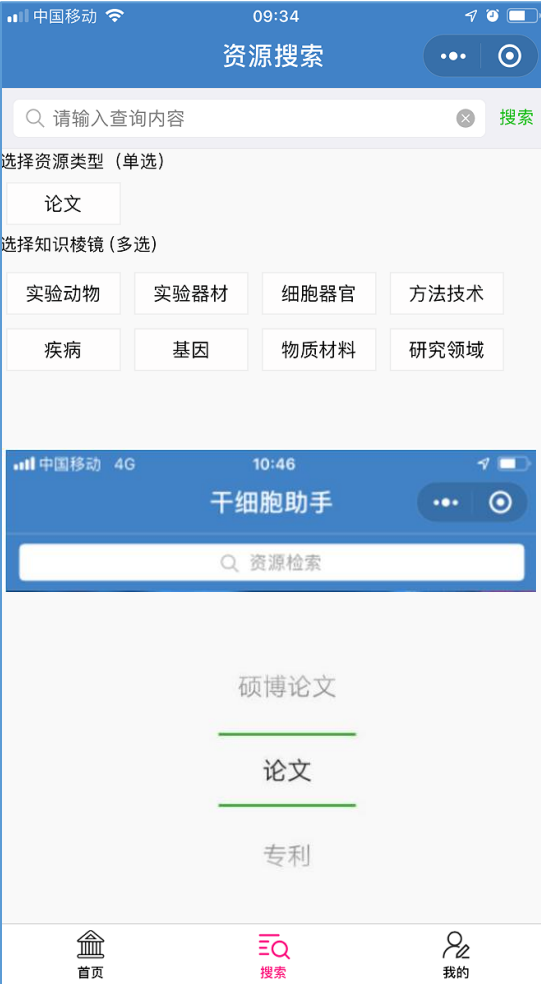 中国移动 09:34
资源搜索
请输入查询内容 搜索
选择资源类型（单选）
论文
选择知识棱镜(多选)
实验动物 实验器材 细胞器官 方法技术
疾病 基因 物质材料 研究领域
中国移动 4G 10:46
干细胞助手
资源检索
硕博论文
论文
专利
首页 搜索 我的